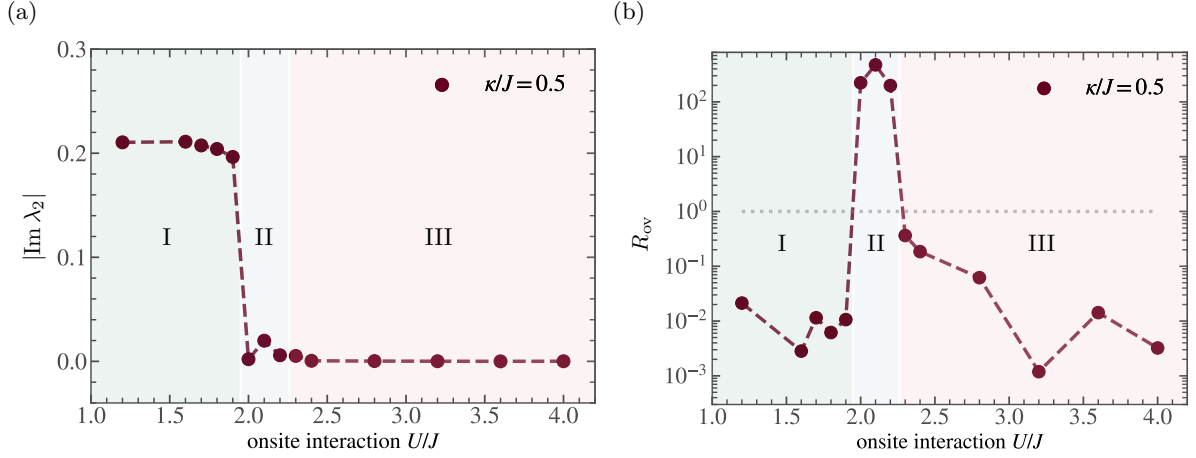 (a)
0.3
0.2
0.1
0.0
|Im λ₂|
κ/J = 0.5
I
II
III
1.0 1.5 2.0 2.5 3.0 3.5 4.0
onsite interaction U/J
(b)
10²
10¹
10⁰
10⁻¹
10⁻²
10⁻³
R_ov
κ/J = 0.5
I
II
III
1.0 1.5 2.0 2.5 3.0 3.5 4.0
onsite interaction U/J